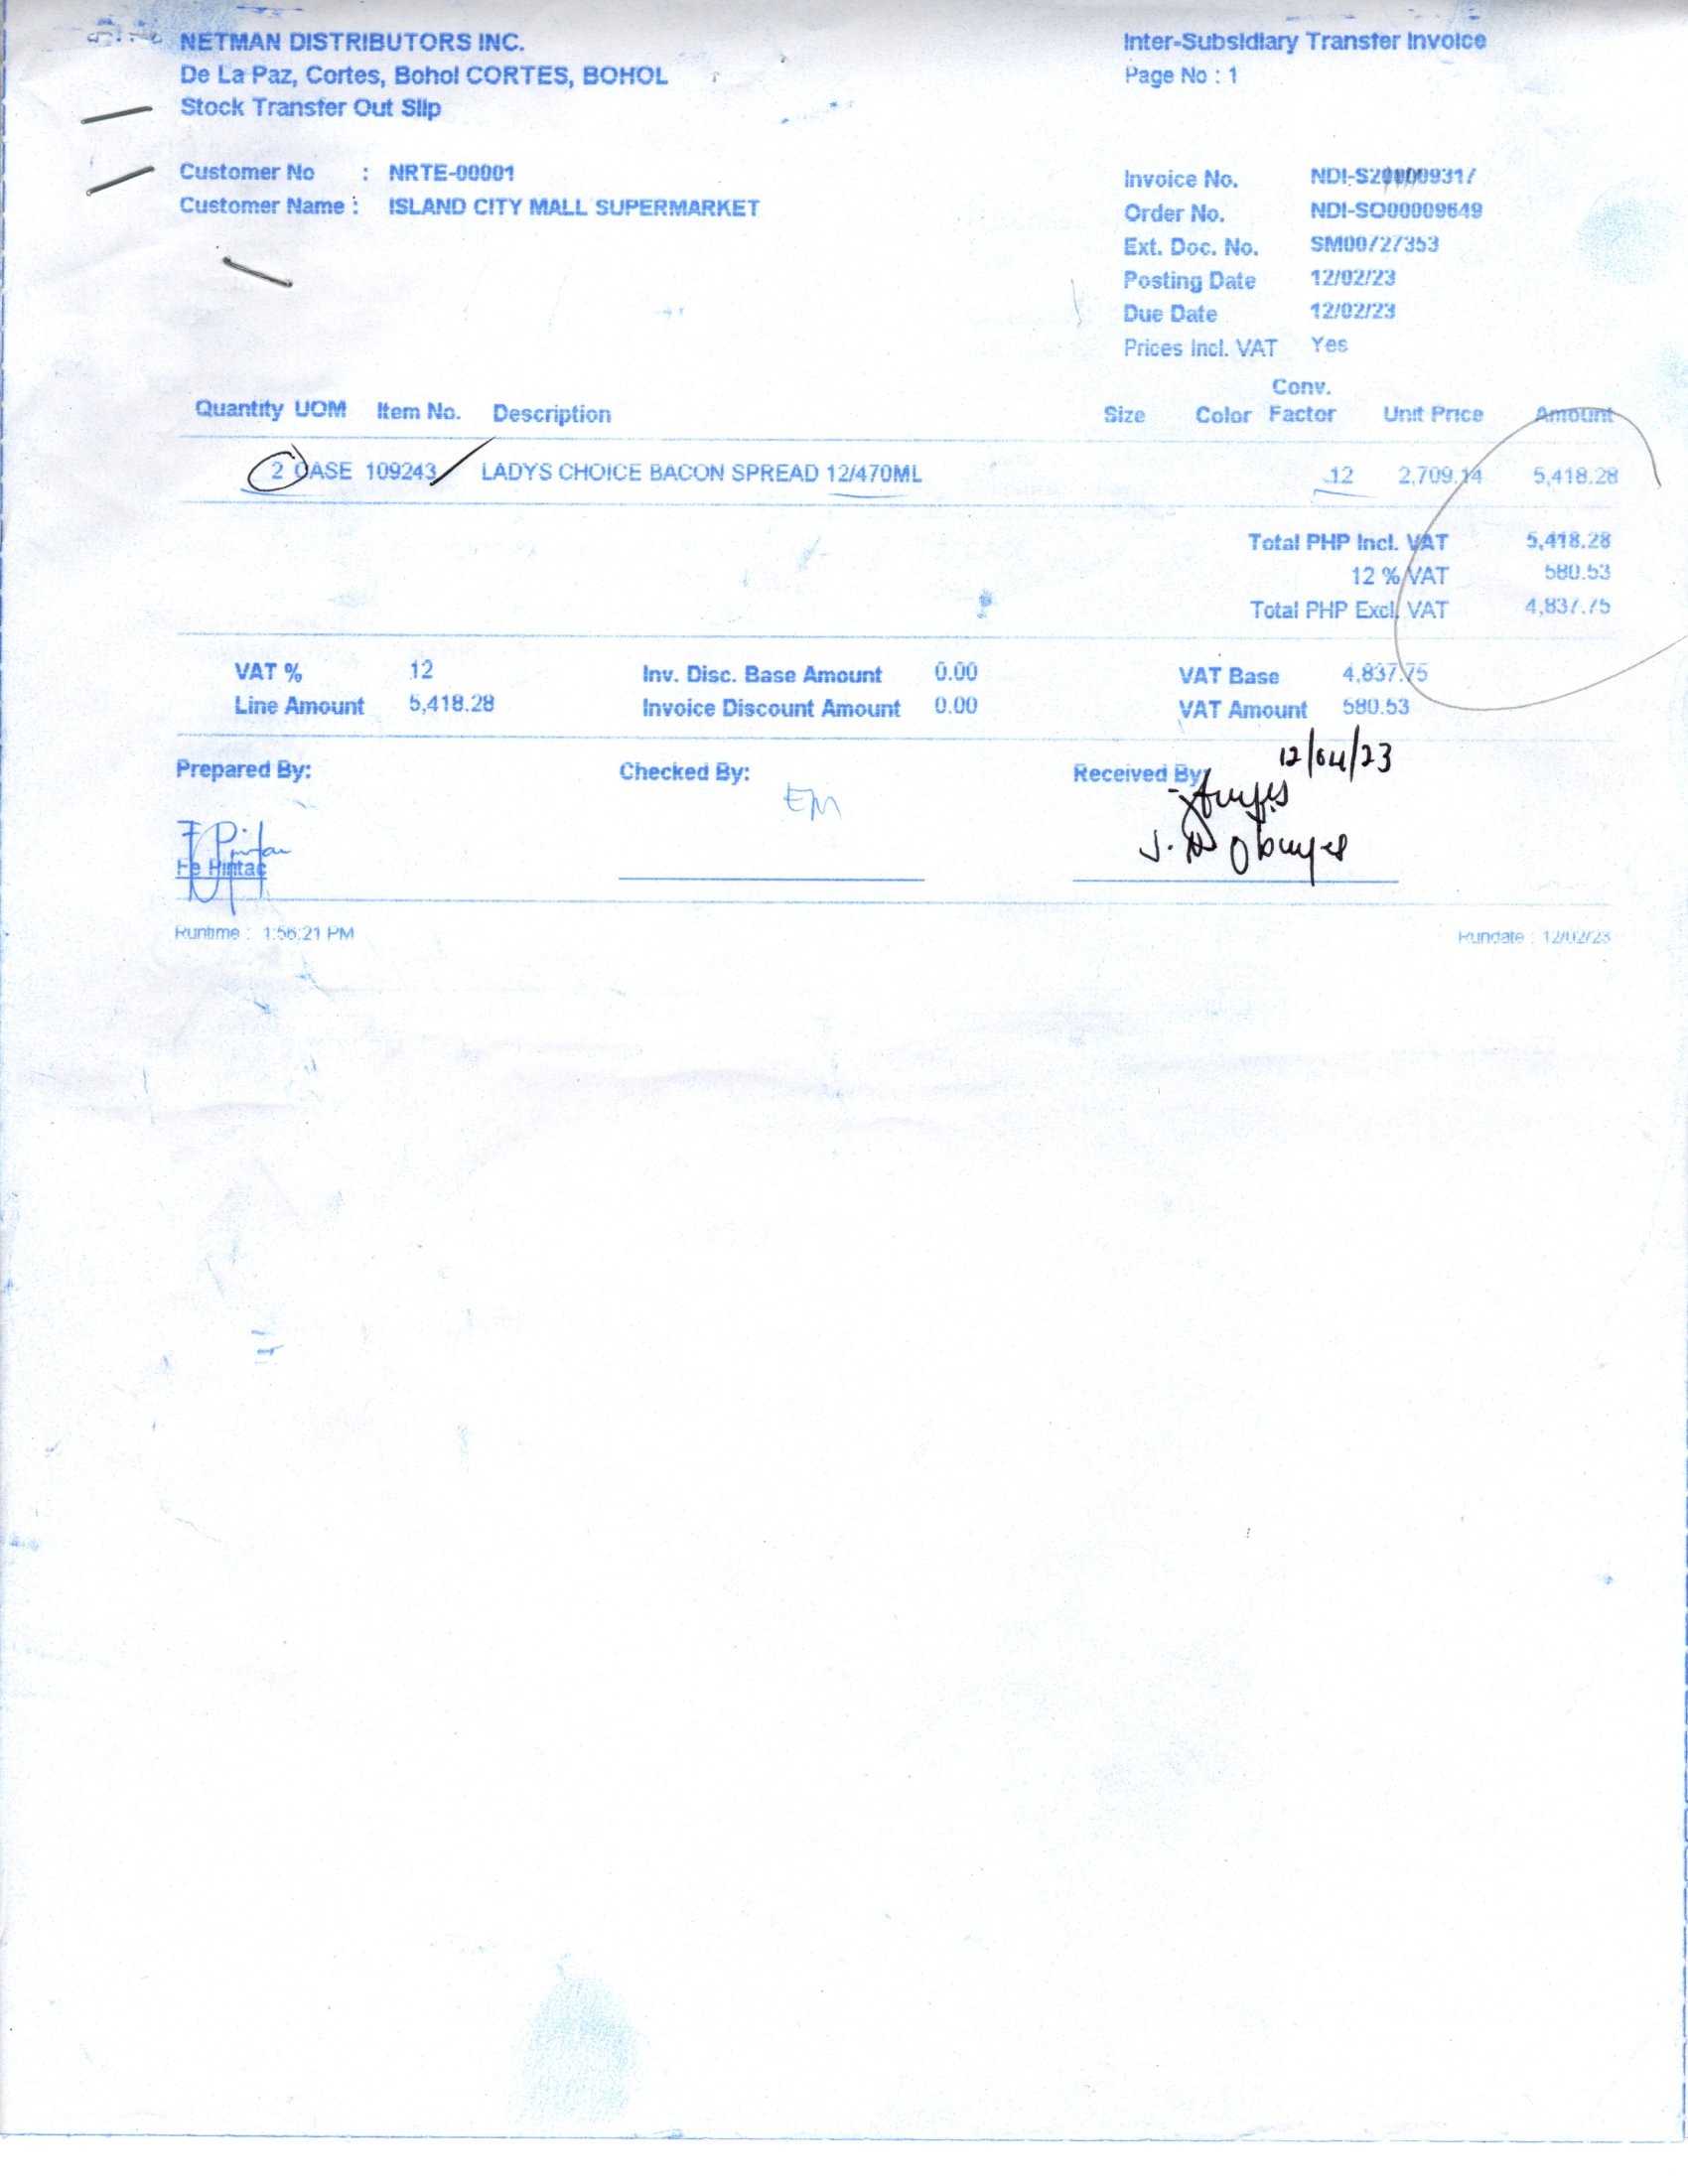 NETMAN DISTRIBUTORS INC.
De La Paz, Cortes, Bohol CORTES, BOHOL
Stock Transfer Out Slip
Inter-Subsidiary Transfer Invoice
Page No : 1
Customer No : NRTE-00001
Customer Name : ISLAND CITY MALL SUPERMARKET
Invoice No.
Order No. NDI-SO00009649
Ext. Doc. No. SM00727353
Posting Date 12/02/23
Due Date 12/02/23
Prices Incl. VAT Yes
Quantity UOM Item No. Description Size Color Conv. Factor Unit Price Amount
2 CASE 109243 LADYS CHOICE BACON SPREAD 12/470ML 12 2,709.14 5,418.28
Total PHP Incl. VAT 5,418.28
12 % VAT 580.53
Total PHP Excl. VAT 4,837.75
VAT % 12 Inv. Disc. Base Amount 0.00 VAT Base 4,837.75
Line Amount 5,418.28 Invoice Discount Amount 0.00 VAT Amount 580.53
12/04/23
Prepared By: Checked By: Received By:
EM
Fe Pintac
Runtime : 1:56:21 PM Rundate : 12/02/23